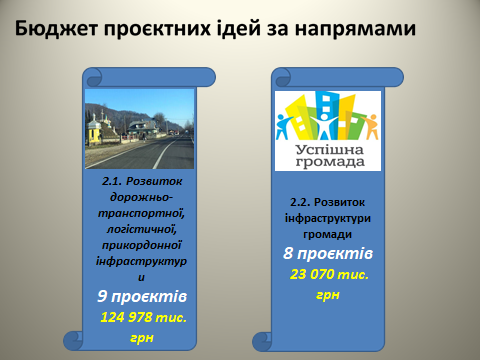 Бюджет проєктних ідей за напрямами
2.1. Розвиток
дорожньо-
транспортної,
логістичної,
прикордонної
інфраструктур
и
9 проєктів
124 978 тис.
грн
Успішна
громада
2.2. Розвиток
інфраструктури
громади
8 проєктів
23 070 тис.
грн